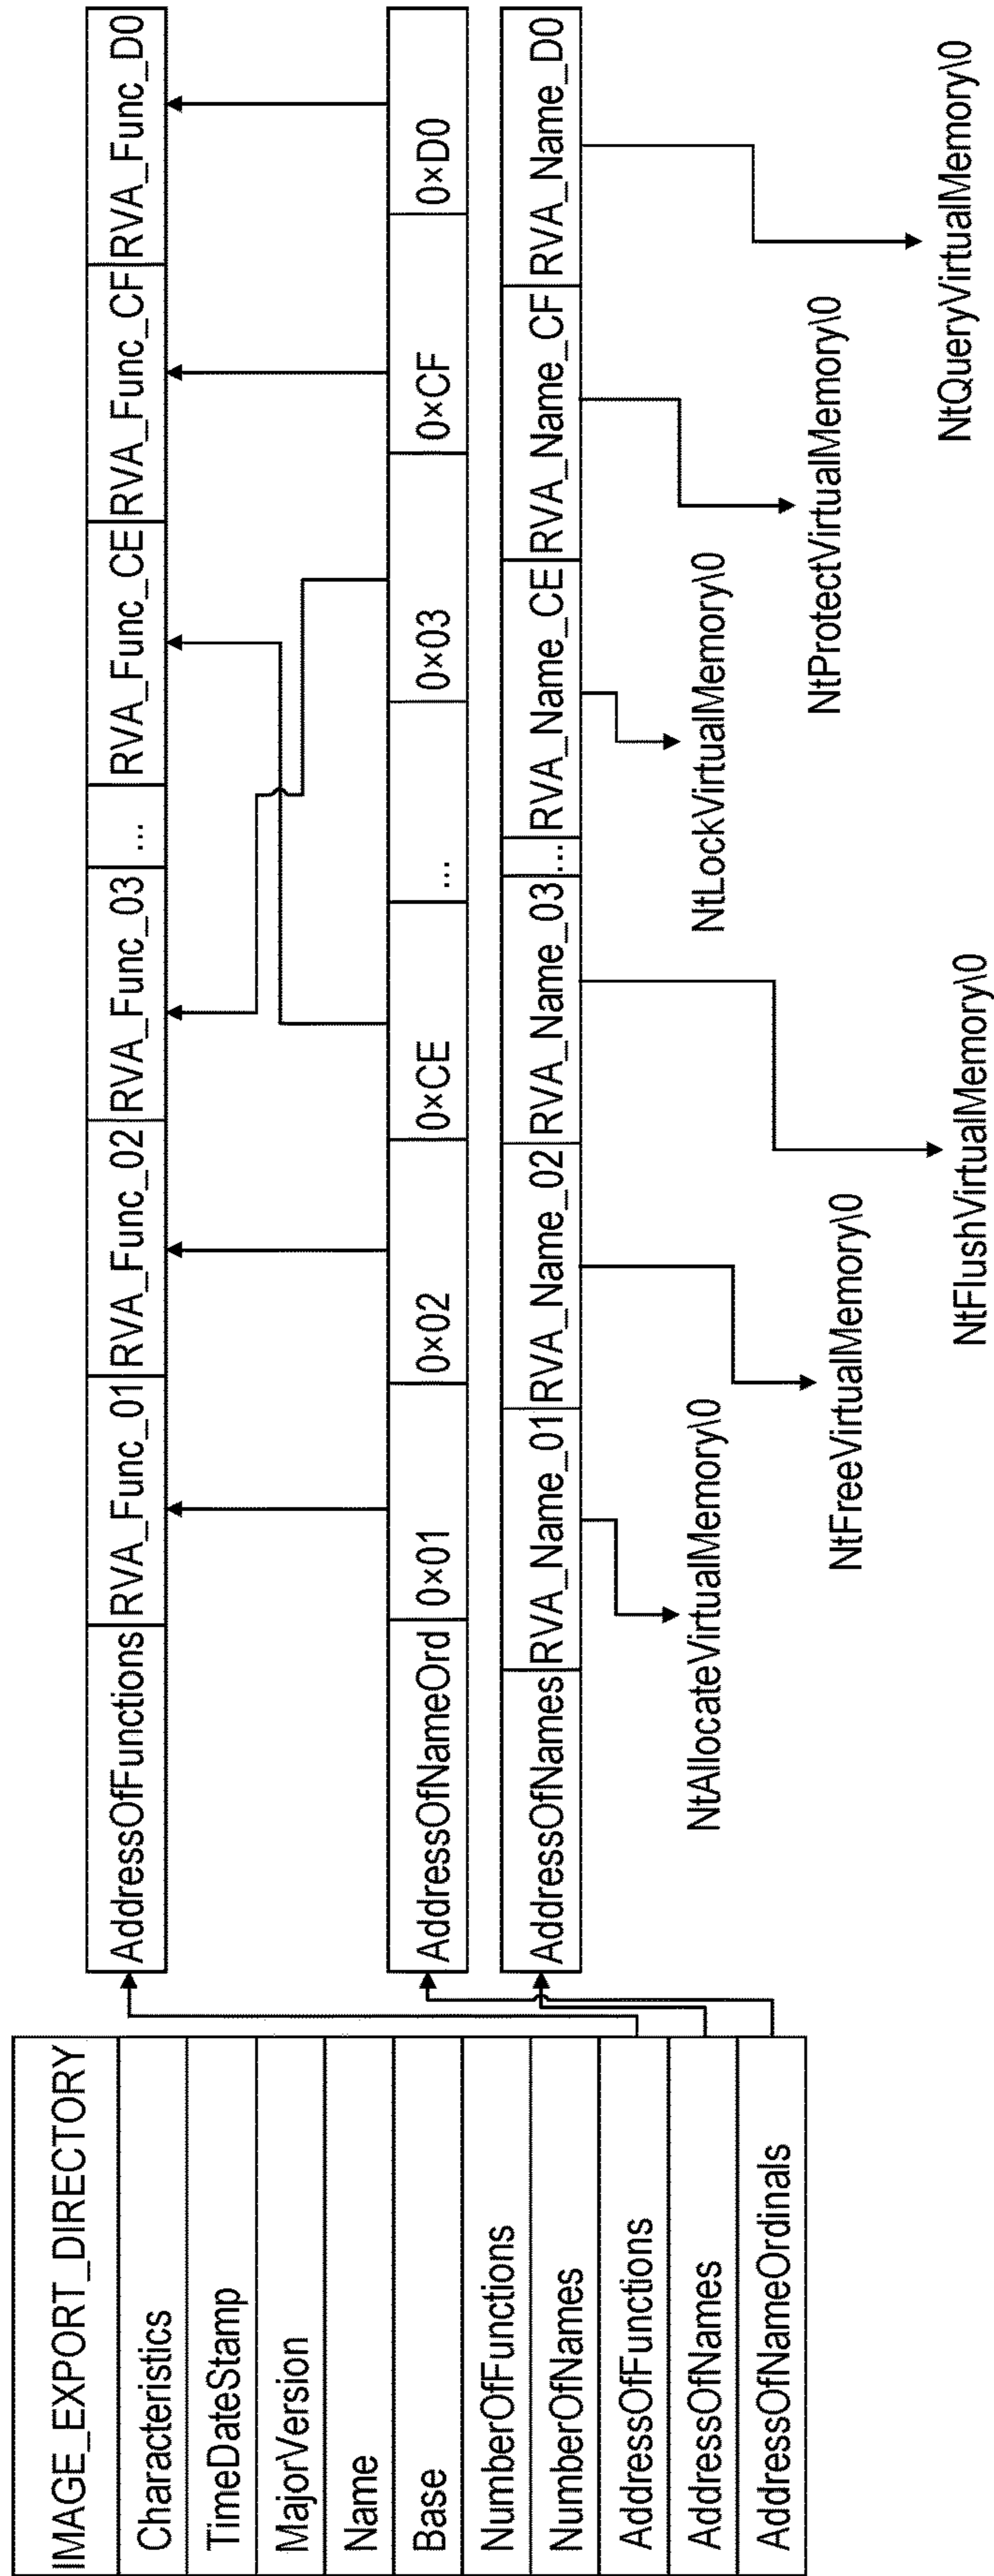 IMAGE_EXPORT_DIRECTORY
Characteristics
TimeDateStamp
MajorVersion
Name
Base
NumberOfFunctions
NumberOfNames
AddressOfFunctions
AddressOfNames
AddressOfNameOrdinals
AddressOfFunctions RVA_Func_01 RVA_Func_02 RVA_Func_03 ... RVA_Func_CE RVA_Func_CF RVA_Func_D0
AddressOfNameOrd 0×01 0×02 0×CE ... 0×03 0×CF 0×D0
AddressOfNames RVA_Name_01 RVA_Name_02 RVA_Name_03 ... RVA_Name_CE RVA_Name_CF RVA_Name_D0
NtAllocateVirtualMemory\0
NtFreeVirtualMemory\0
NtFlushVirtualMemory\0
NtLockVirtualMemory\0
NtProtectVirtualMemory\0
NtQueryVirtualMemory\0